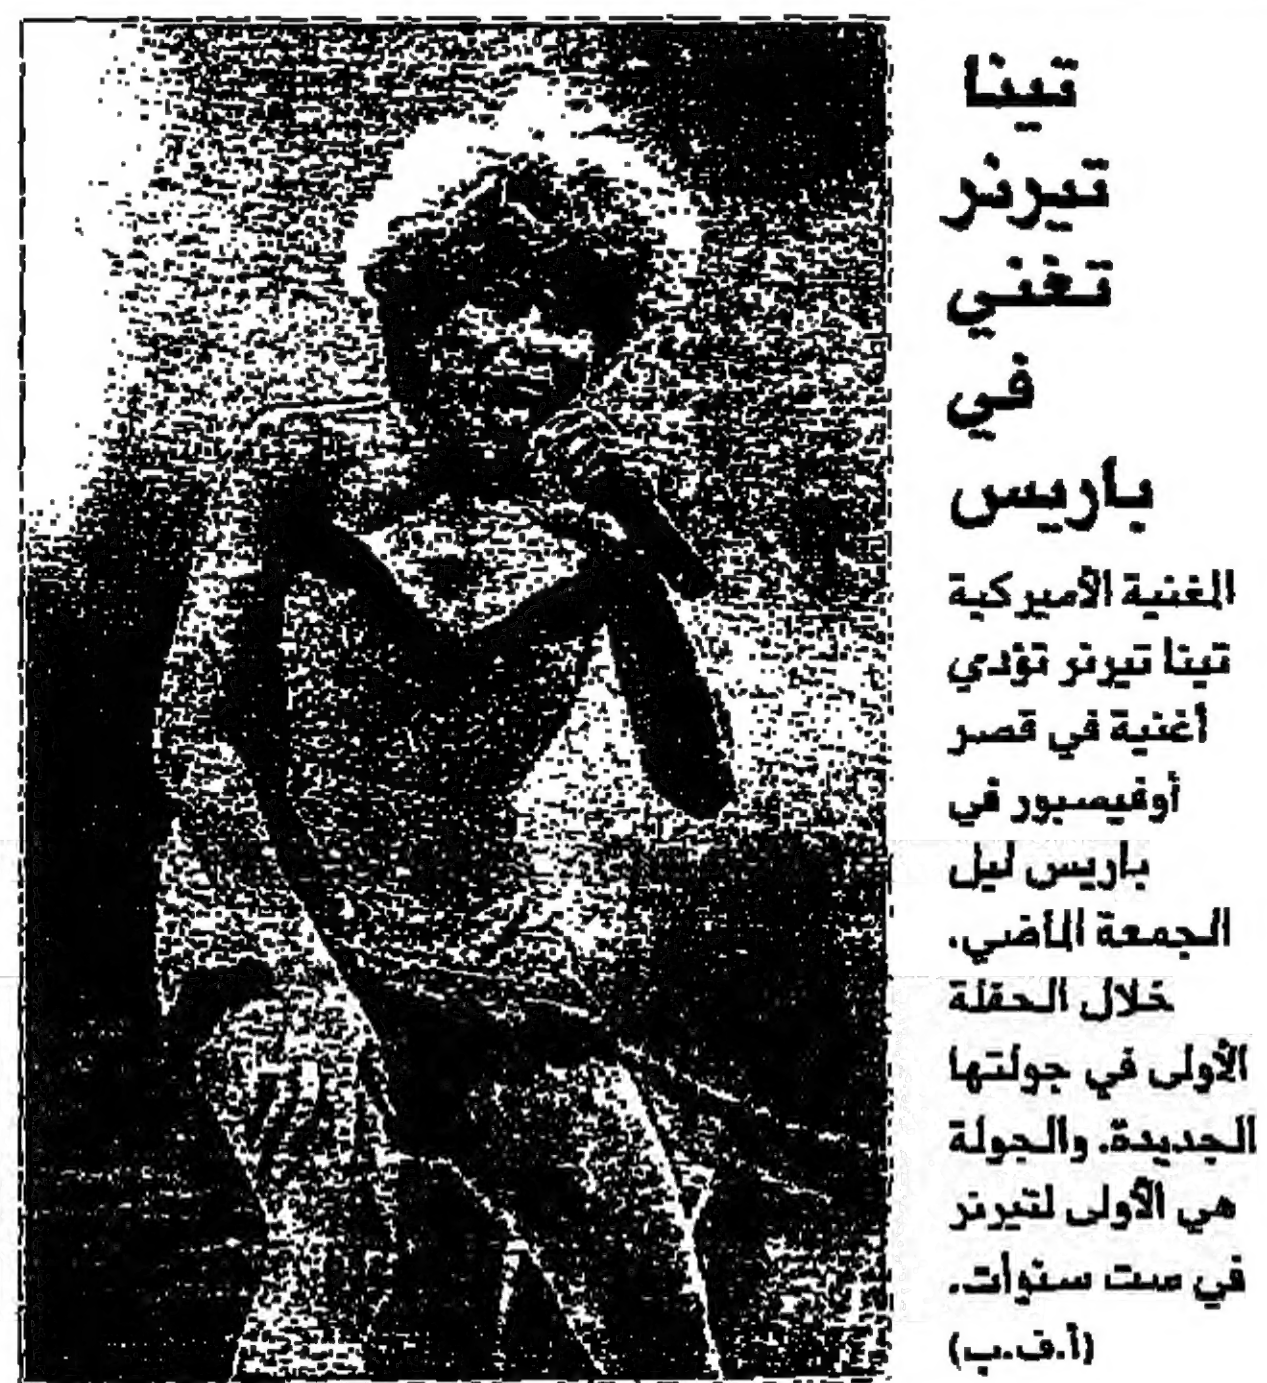 تينا
تيرنر
تغني
في
باريس
المغنية الأميركية
تينا تيرنر تؤدي
أغنية في قصر
أوفيسبور في
باريس ليل
الجمعة الماضي،
خلال الحفلة
الأولى في جولتها
الجديدة. والجولة
هي الأولى لتيرنر
في ست سنوات.
(أ.ف.ب)